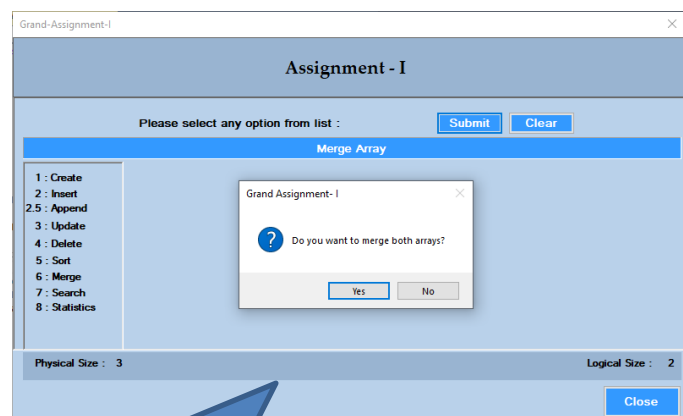 Grand-Assignment-I
Assignment - I
Please select any option from list :
Submit
Clear
Merge Array
1 : Create
2 : Insert
2.5 : Append
3 : Update
4 : Delete
5 : Sort
6 : Merge
7 : Search
8 : Statistics
Grand Assignment- I
Do you want to merge both arrays?
Yes
No
Physical Size : 3
Logical Size : 2
Close